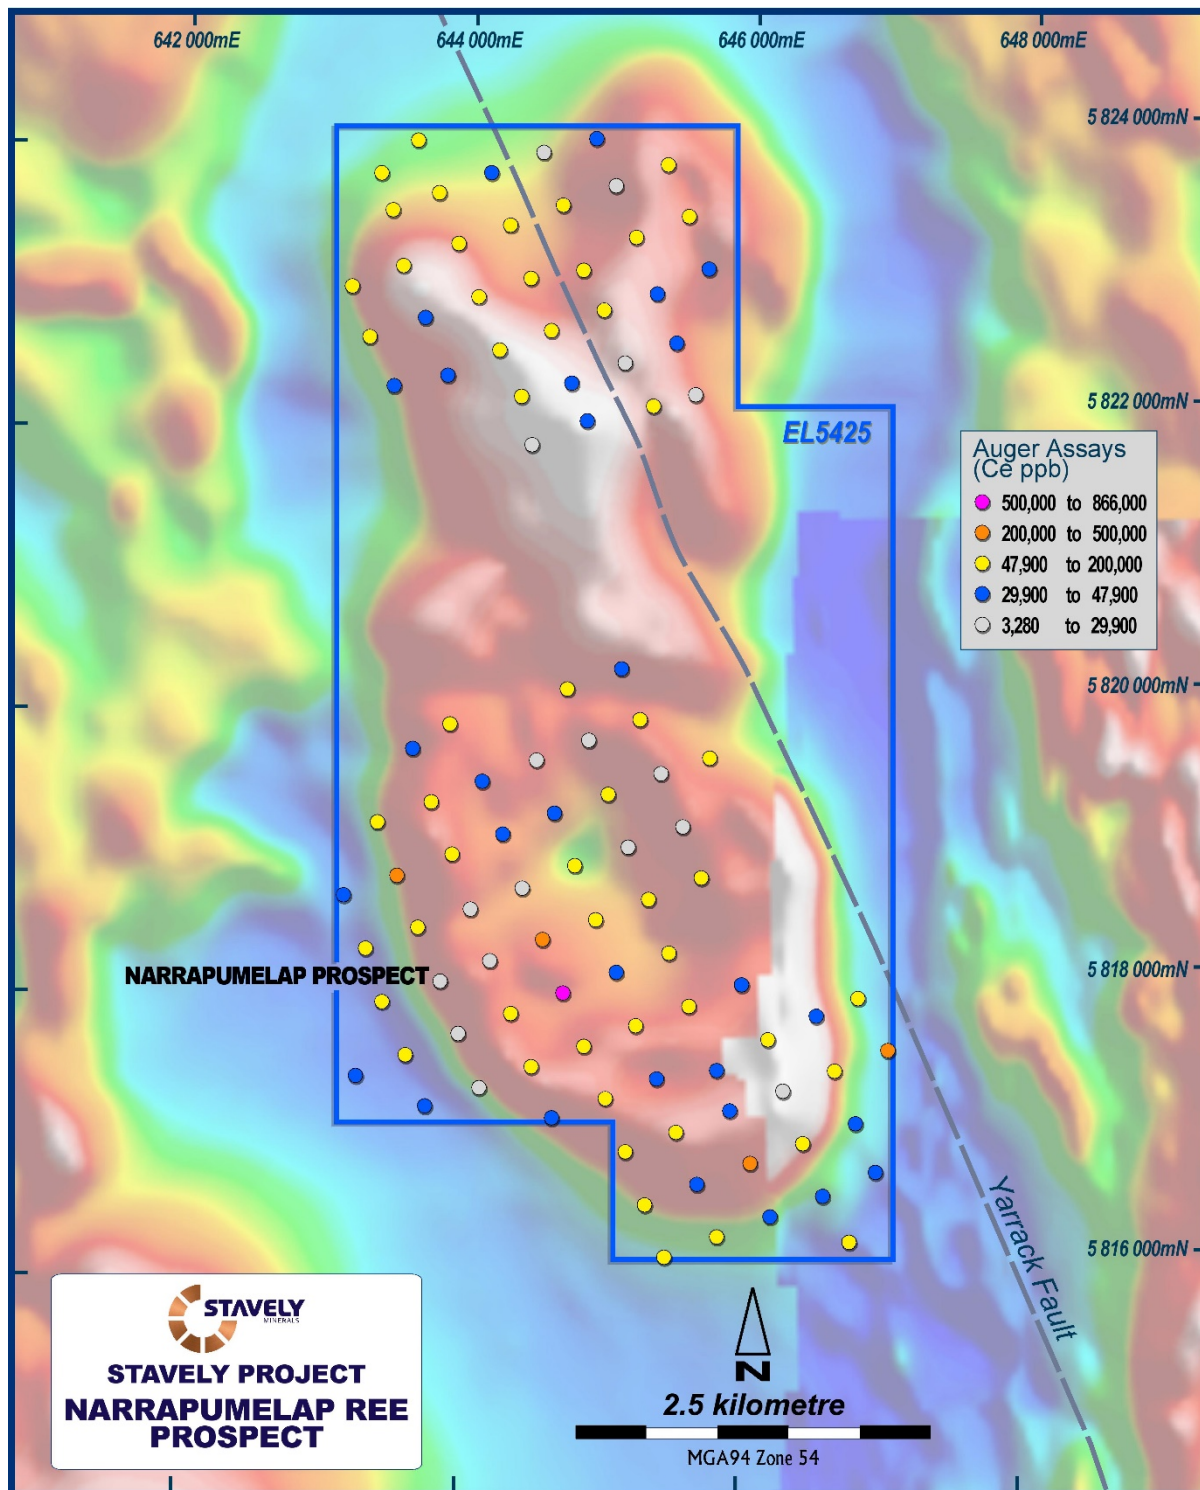 642 000mE
644 000mE
646 000mE
648 000mE
5 824 000mN
5 822 000mN
EL5425
Auger Assays
(Ce ppb)
500,000 to 866,000
200,000 to 500,000
47,900 to 200,000
29,900 to 47,900
3,280 to 29,900
5 820 000mN
NARRAPUMELAP PROSPECT
5 818 000mN
Yarrack Fault
5 816 000mN
STAVELY
MINERALS
STAVELY PROJECT
NARRAPUMELAP REE
PROSPECT
N
2.5 kilometre
MGA94 Zone 54